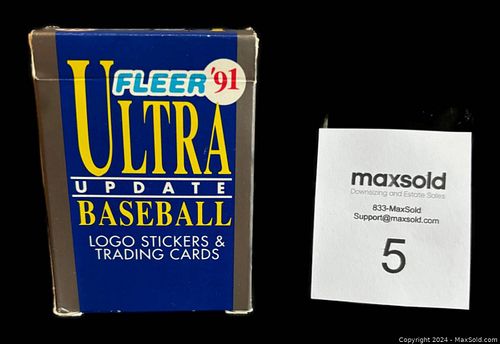 FLEER '91
ULTRA
UPDATE
BASEBALL
LOGO STICKERS &
TRADING CARDS
maxsold
Downsizing and Estate Sales
833-MaxSold
Support@maxsold.com
5
Copyright 2024 - MaxSold.com